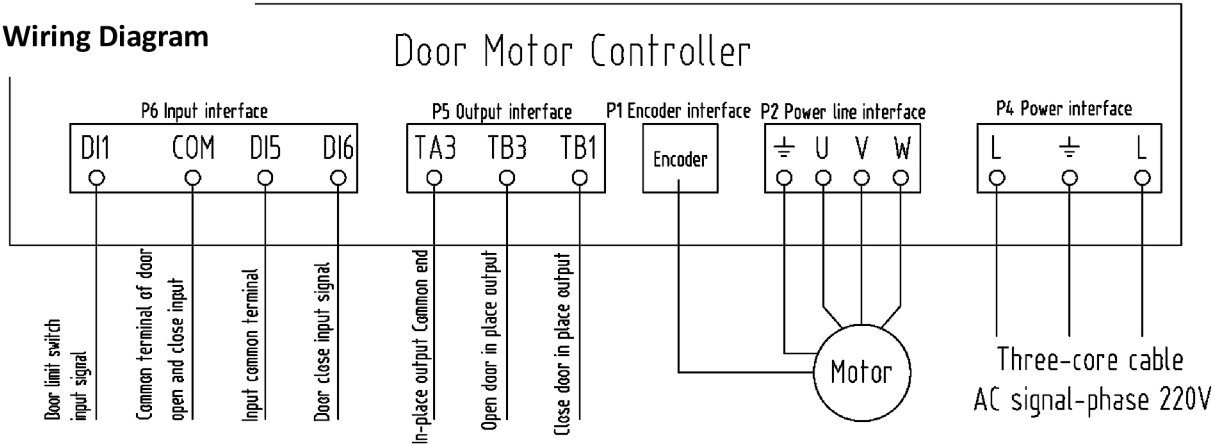 Wiring Diagram
Door Motor Controller
P6 Input interface
DI1 COM DI5 DI6
P5 Output interface
TA3 TB3 TB1
P1 Encoder interface
Encoder
P2 Power line interface
U V W
P4 Power interface
L L
Door limit switch
input signal
Common terminal of door
open and close input
Input common terminal
Door close input signal
In-place output Common end
Open door in place output
Close door in place output
Motor
Three-core cable
AC signal-phase 220V